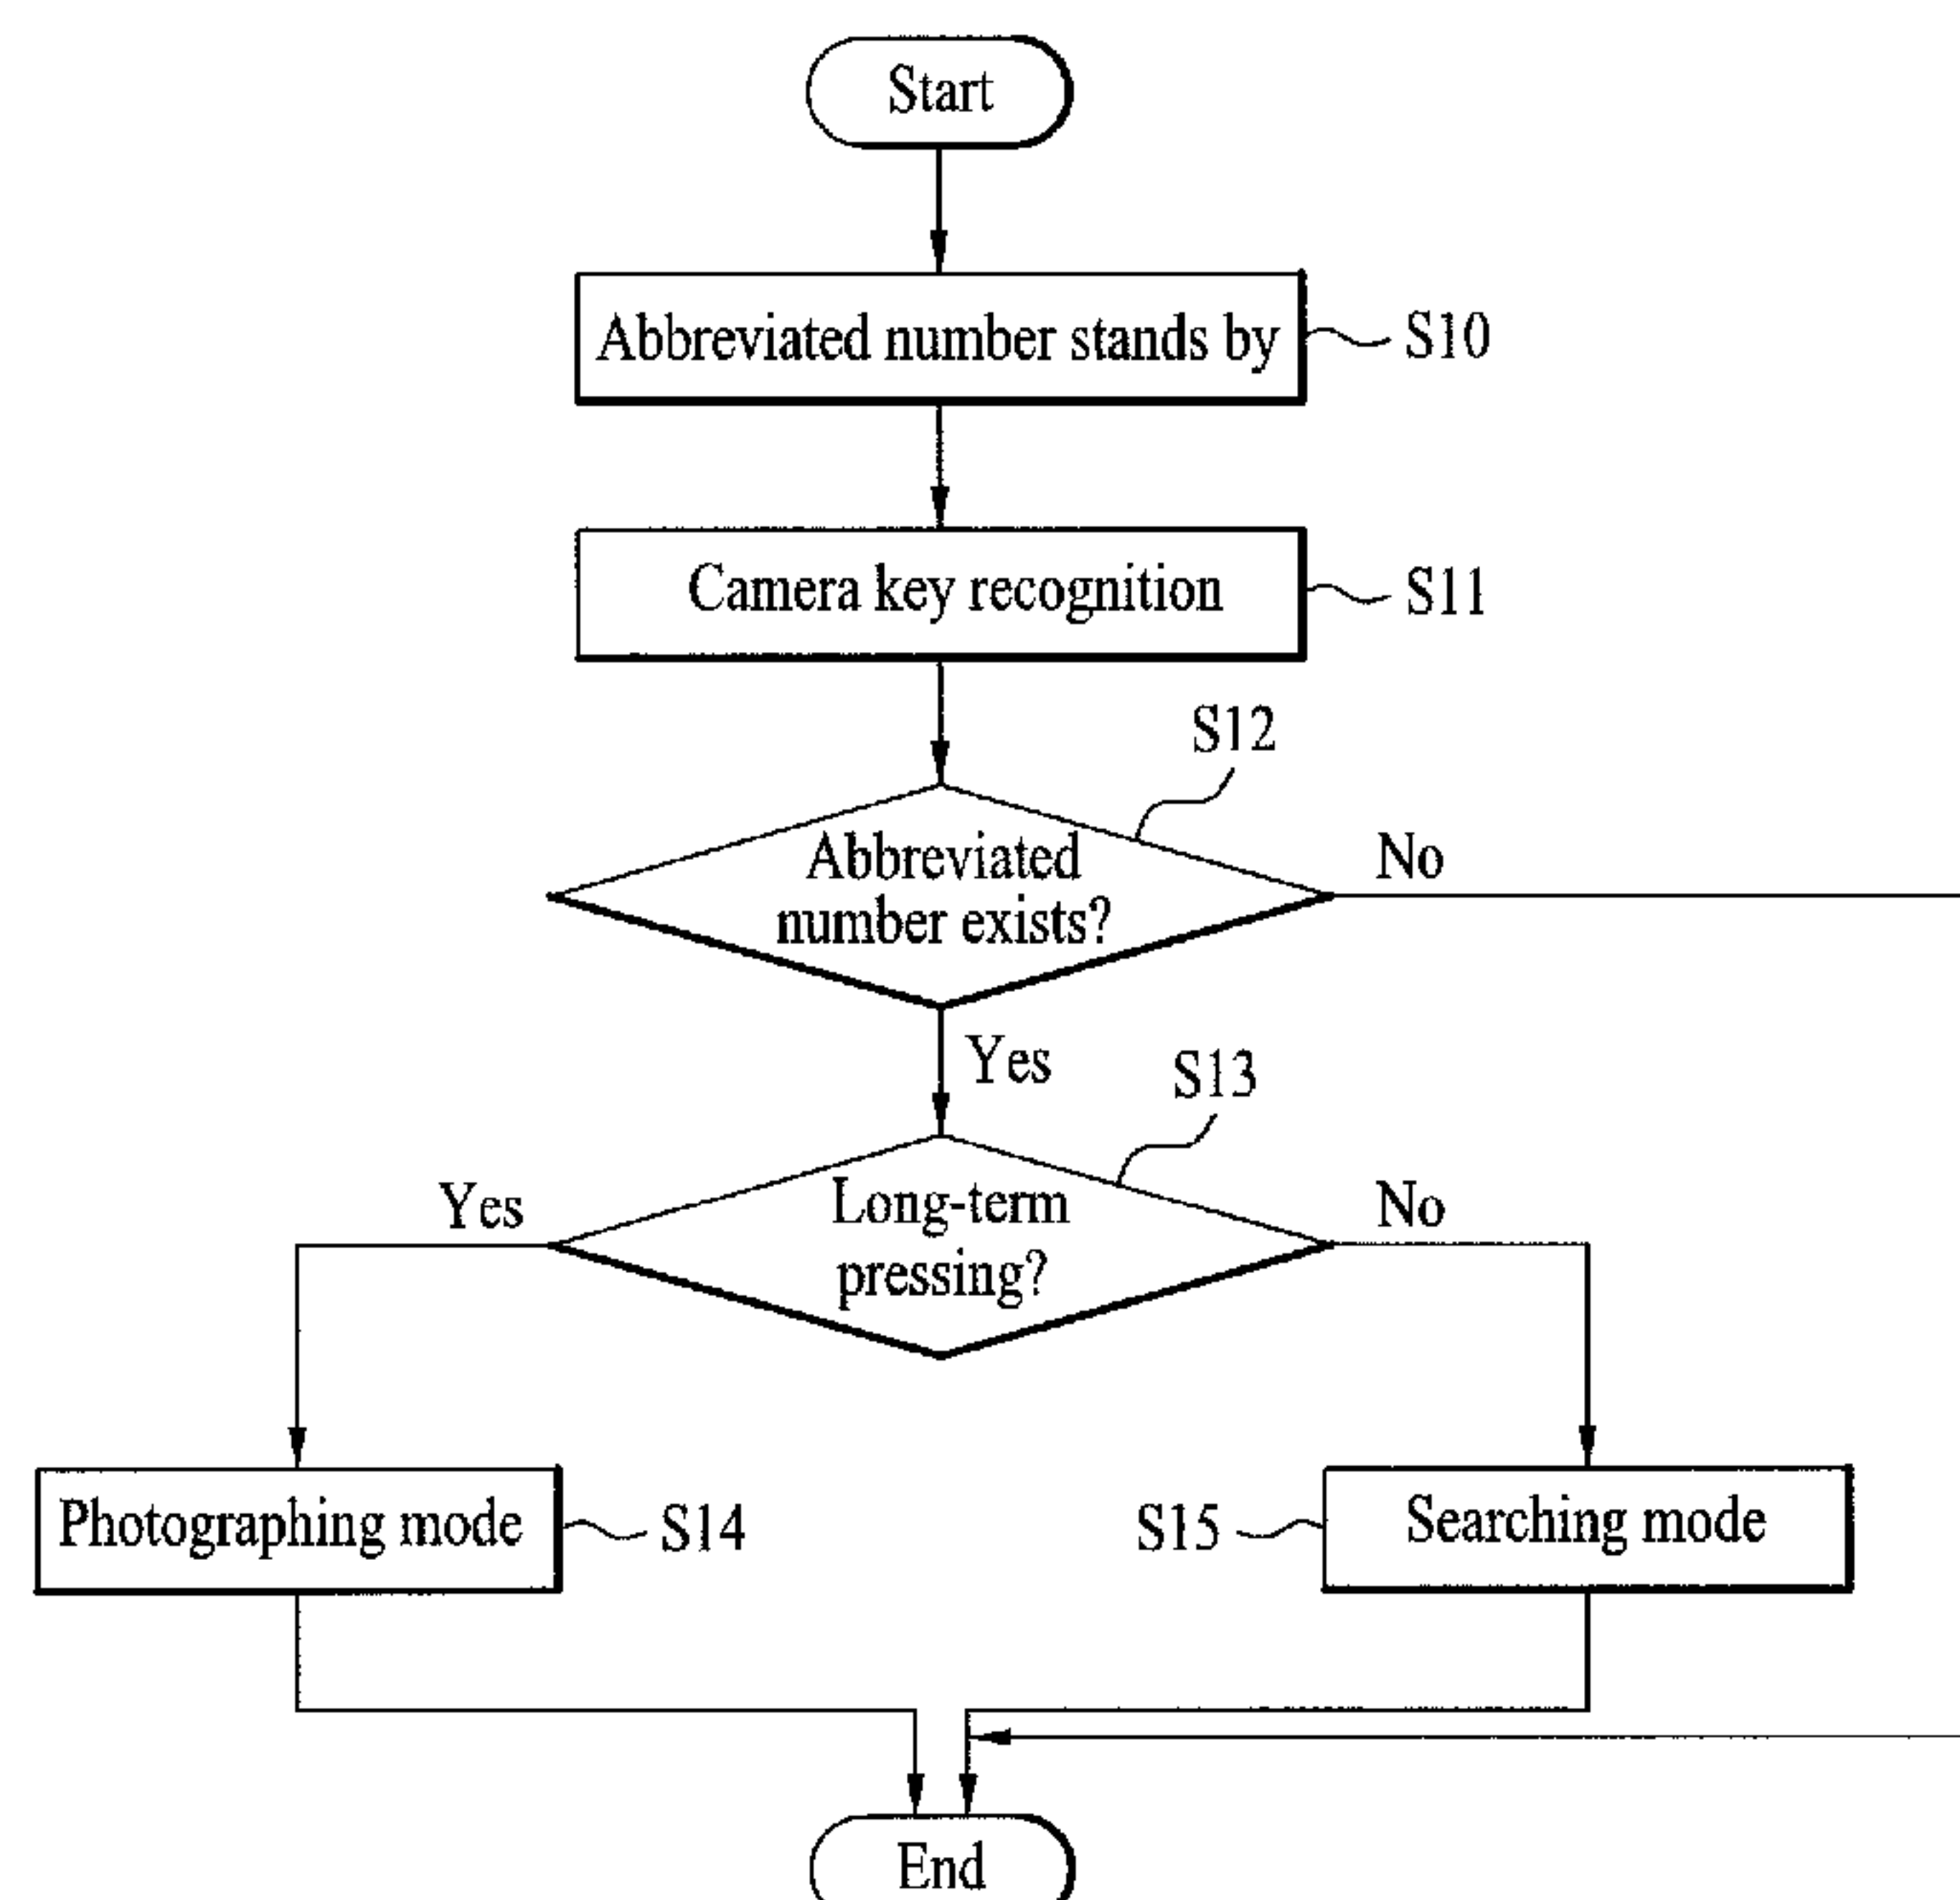 Start
Abbreviated number stands by
S10
Camera key recognition
S11
S12
Abbreviated
number exists?
No
Yes
S13
Long-term
pressing?
Yes
No
Photographing mode
S14
S15
Searching mode
End